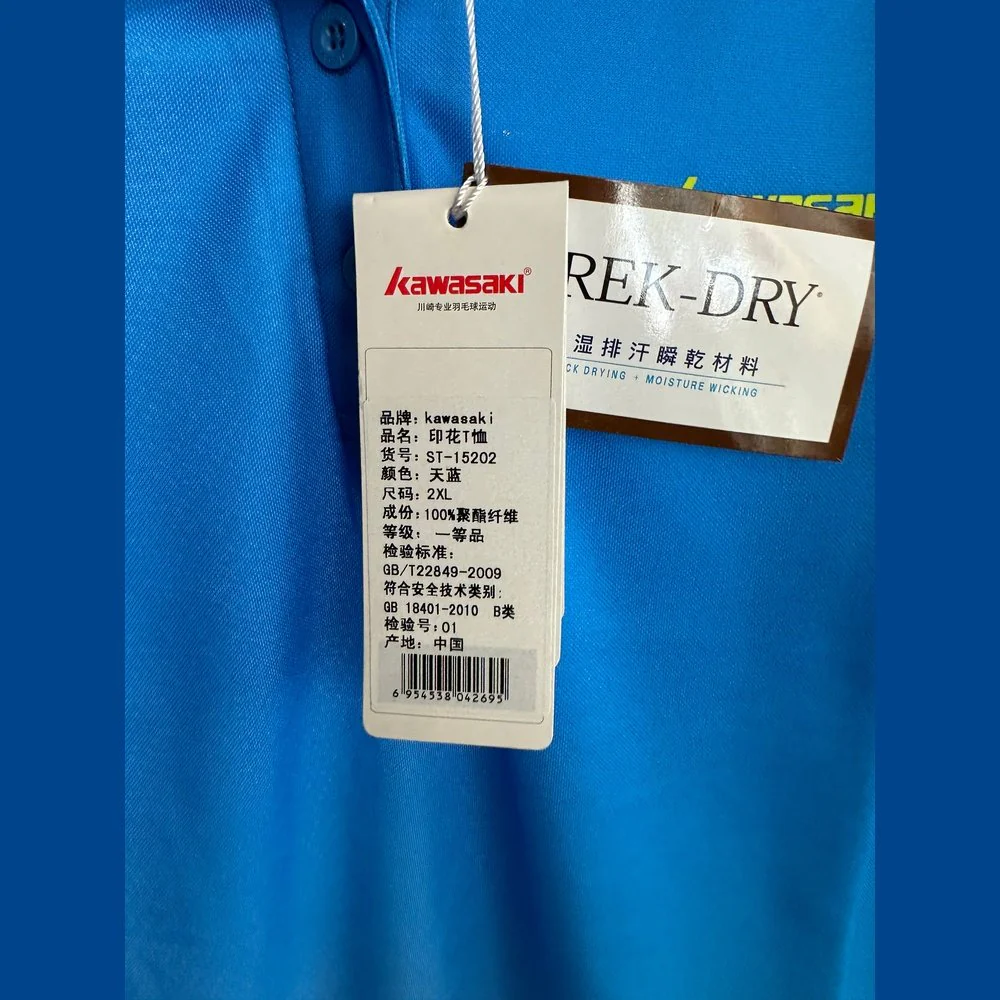 kawasaki®
川崎专业羽毛球运动
品牌: kawasaki
品名: 印花T恤
货号: ST-15202
颜色: 天蓝
尺码: 2XL
成份: 100%聚酯纤维
等级: 一等品
检验标准:
GB/T22849-2009
符合安全技术类别:
GB 18401-2010 B类
检验号:01
产地: 中国
6 954538 042695
REK-DRY
湿排汗瞬乾材料
CK DRYING + MOISTURE WICKING